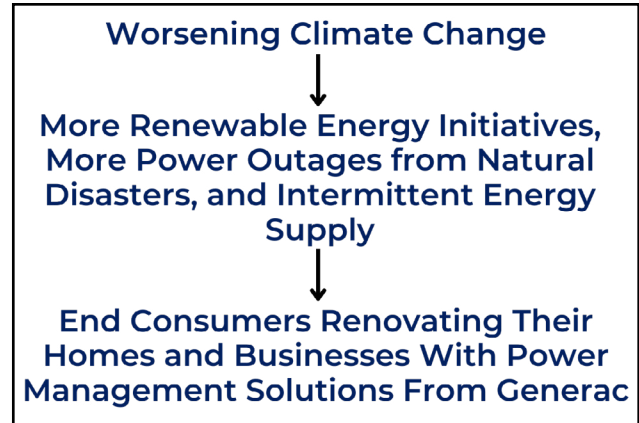 Worsening Climate Change
More Renewable Energy Initiatives,
More Power Outages from Natural
Disasters, and Intermittent Energy
Supply
End Consumers Renovating Their
Homes and Businesses With Power
Management Solutions From Generac